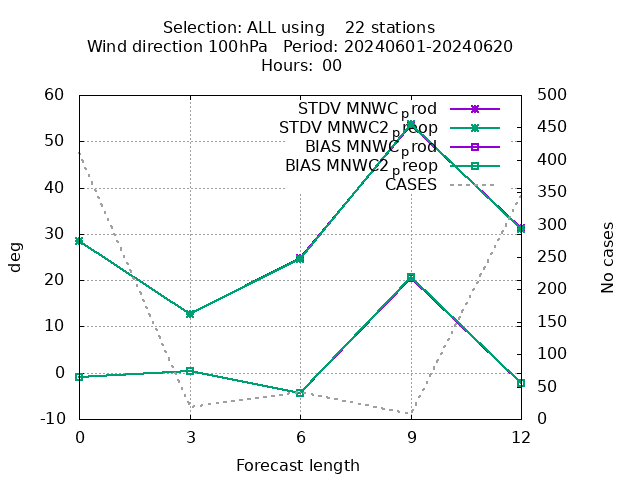 Selection: ALL using 22 stations
Wind direction 100hPa Period: 20240601-20240620
Hours: 00
60 500
STDV MNWC_prod
STDV MNWC2_preop
BIAS MNWC_prod
BIAS MNWC2_preop
CASES
50
40
30
20
10
0
-10
450
400
350
300
250
200
150
100
50
0
deg
No cases
0 3 6 9 12
Forecast length